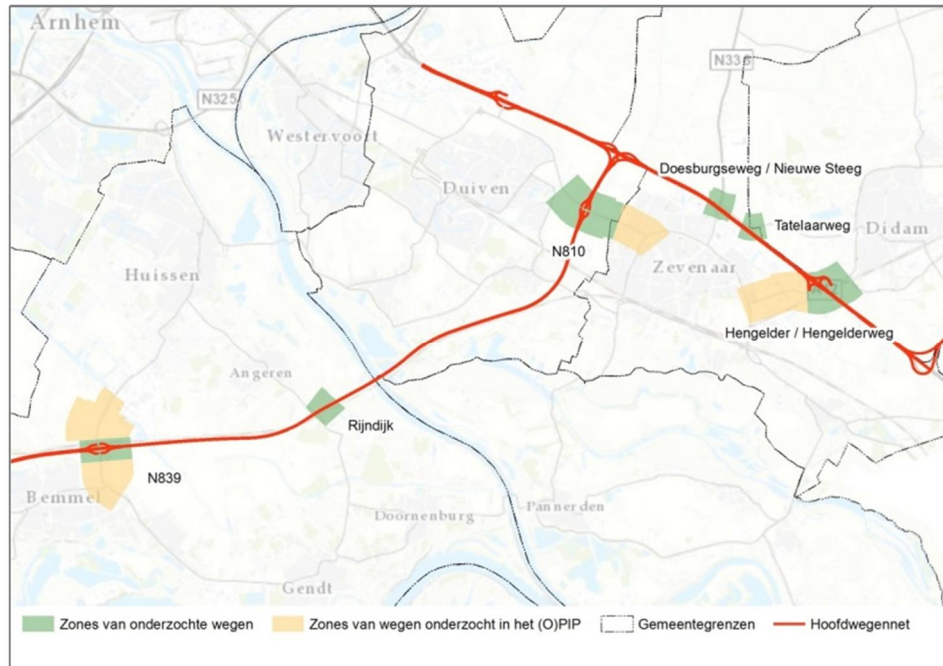 Arnhem
N325
N336
Westervoort
Doesburgseweg / Nieuwe Steeg
Duiven
Tatelaarweg
Didam
N810
Zevenaar
Huissen
Hengelder / Hengelderweg
Angeren
Rijndijk
N839
Bemmel
Pannerden
Doornenburg
Gendt
Zones van onderzochte wegen
Zones van wegen onderzocht in het (O)PIP
Gemeentegrenzen
Hoofdwegennet